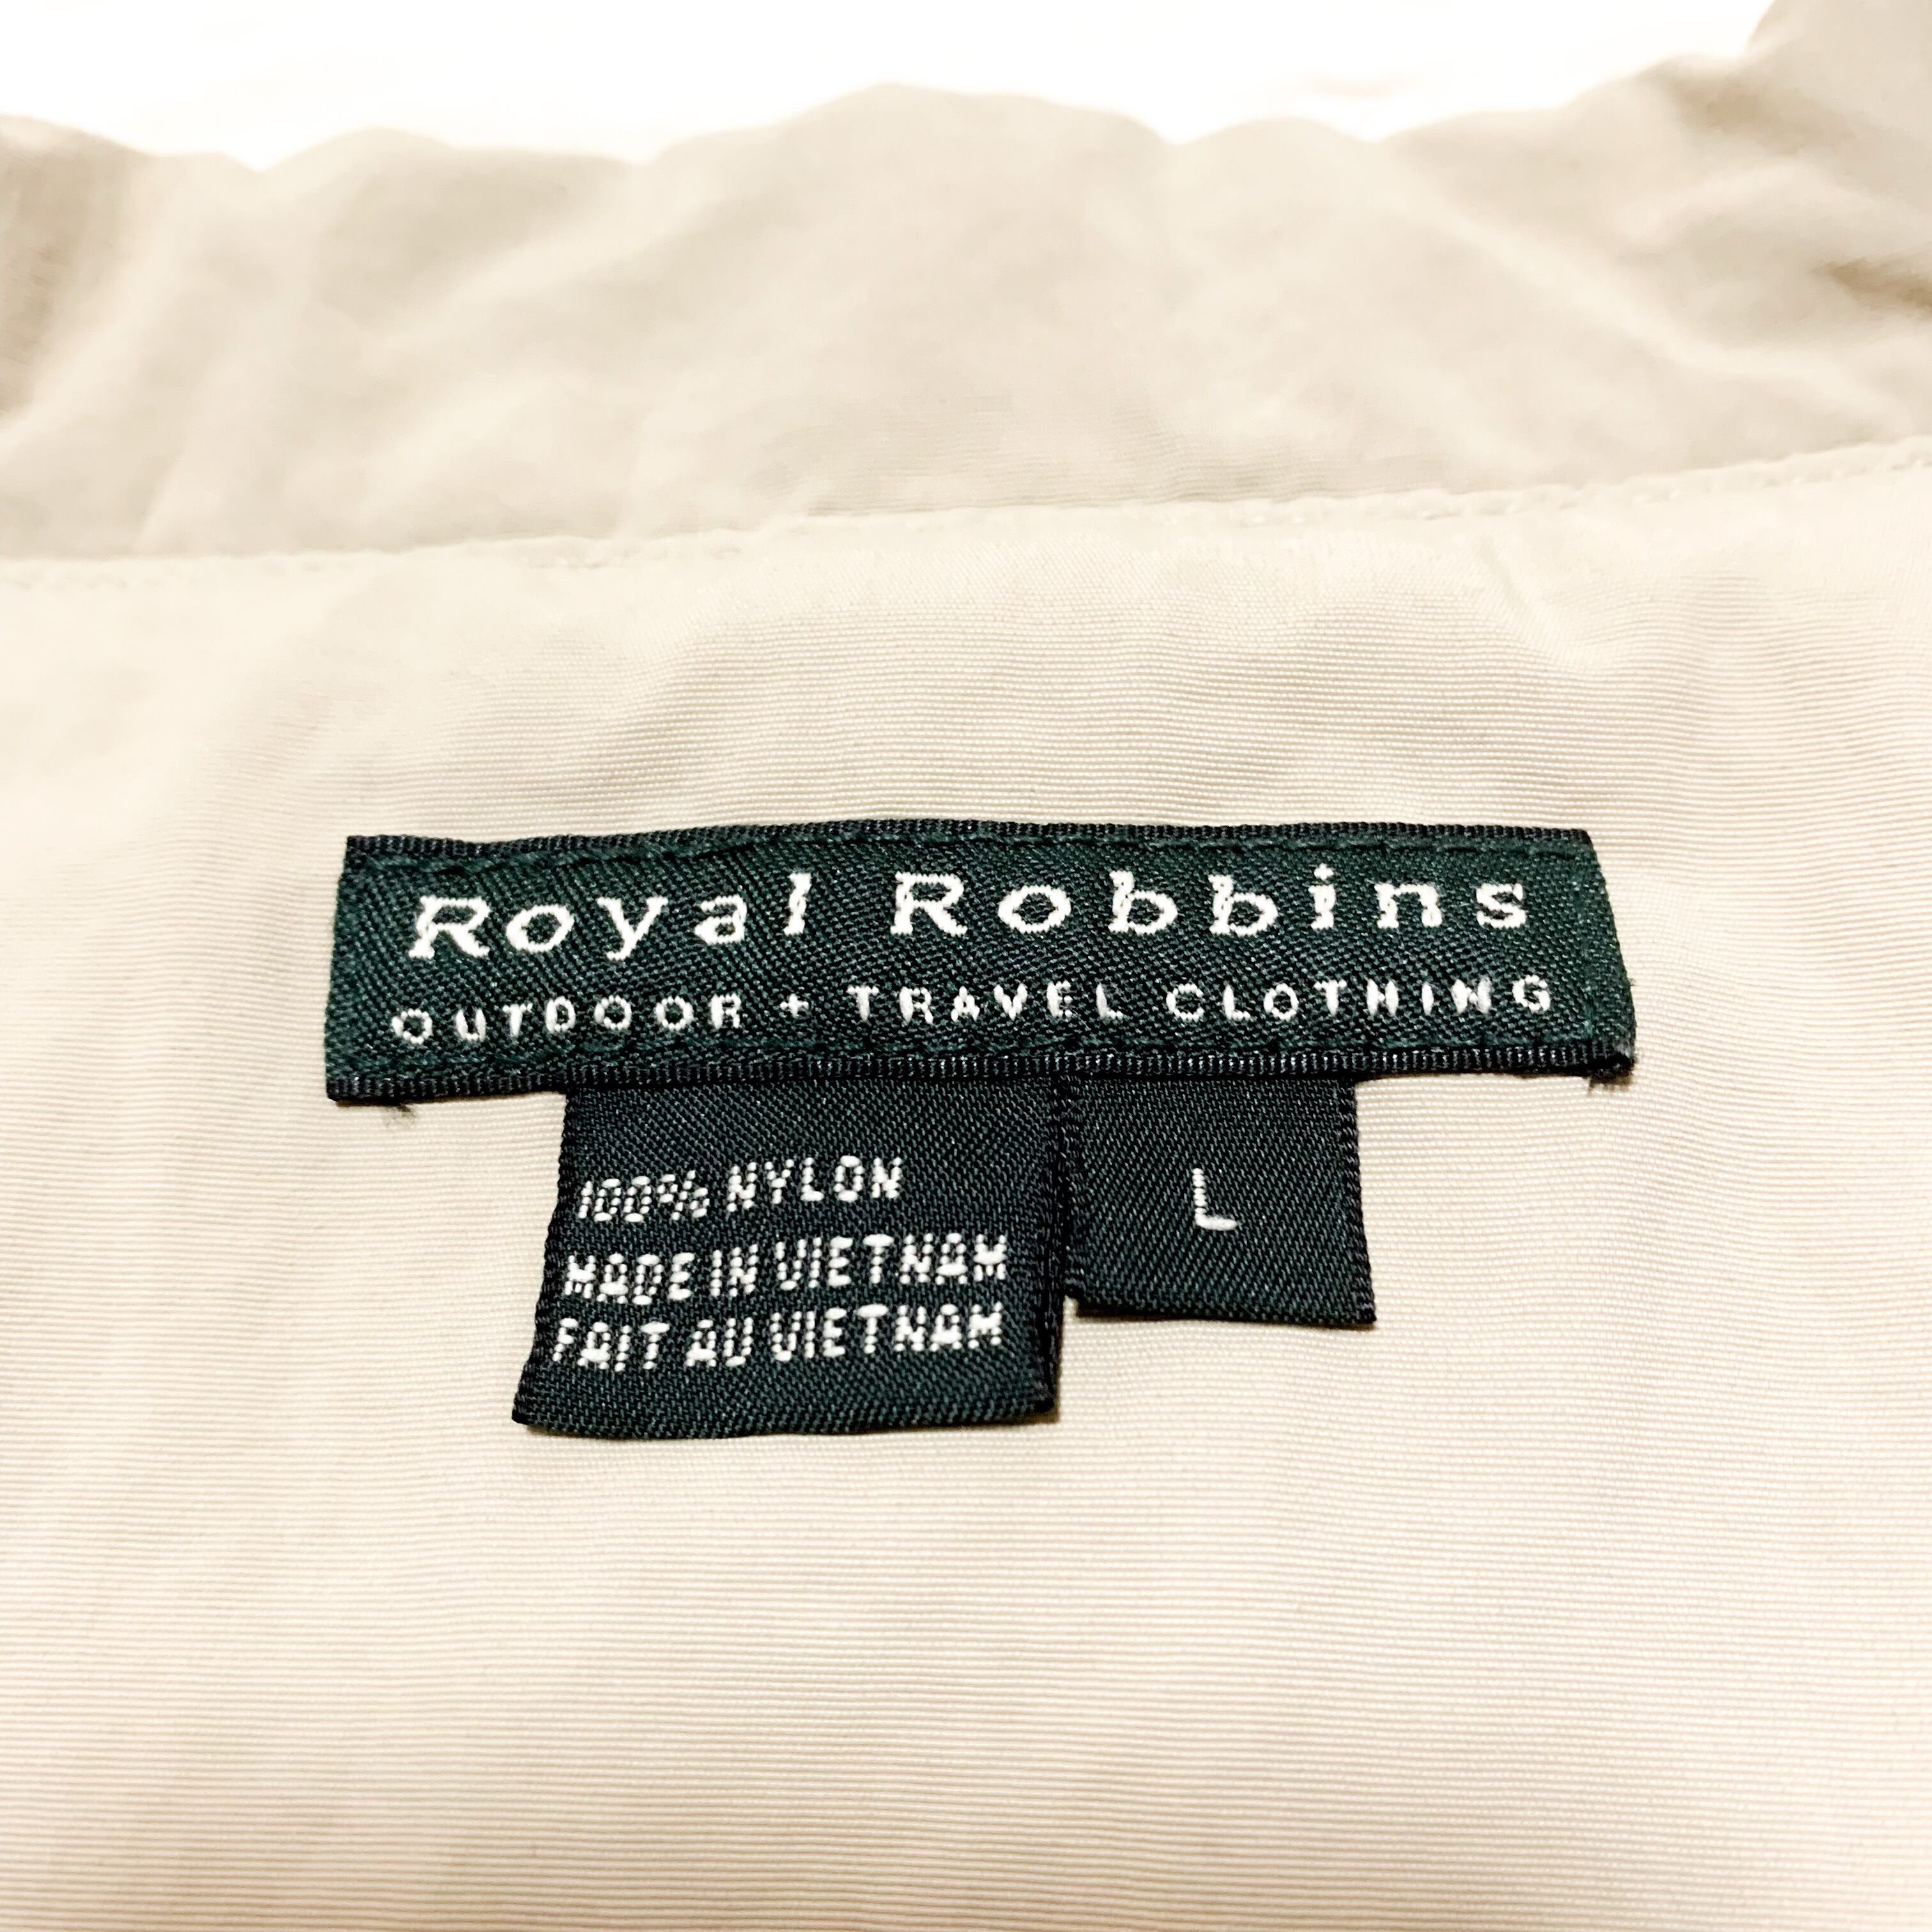 Royal Robbins
OUTDOOR + TRAVEL CLOTHING
100% NYLON
MADE IN VIETNAM
FAIT AU VIETNAM
L